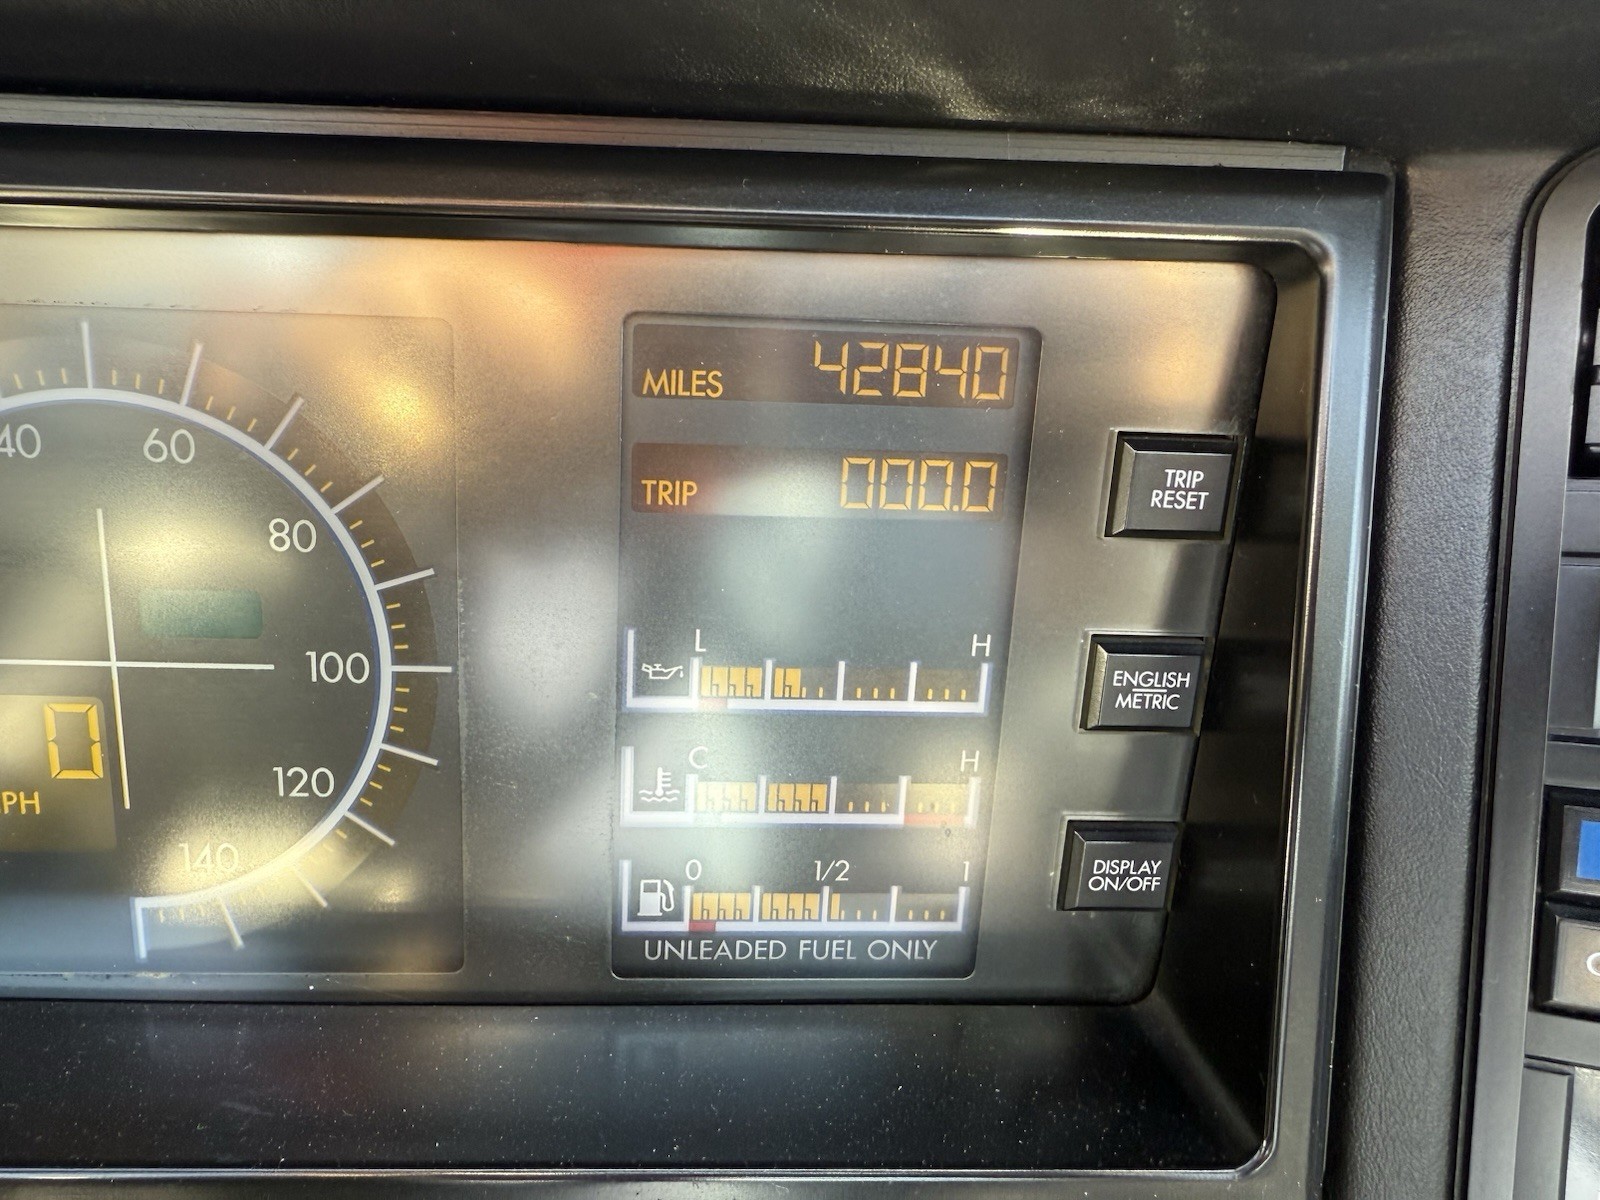 40
60
80
100
120
140
0
MILES 42840
TRIP 000.0
L H
C H
0 1/2 1
UNLEADED FUEL ONLY
TRIP
RESET
ENGLISH
METRIC
DISPLAY
ON/OFF